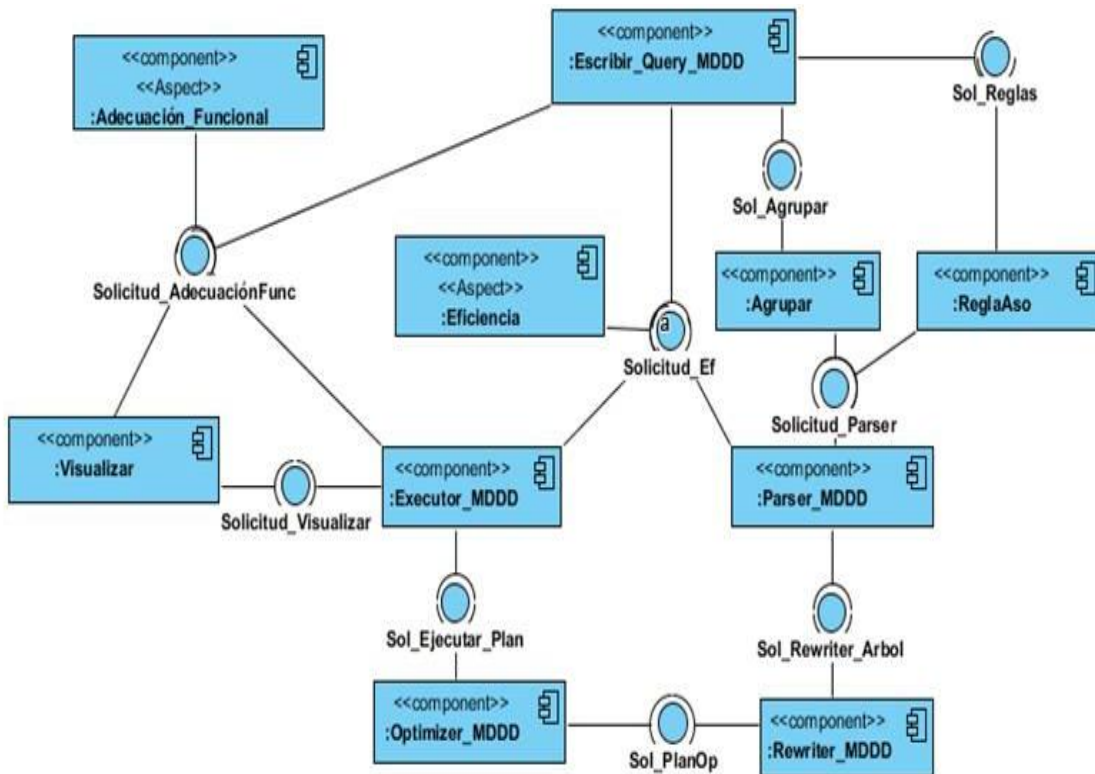 <<component>>
<<Aspect>>
:Adecuación_Funcional
<<component>>
:Escribir_Query_MDDD
Sol_Reglas
Sol_Agrupar
Solicitud_AdecuaciónFunc
<<component>>
<<Aspect>>
:Eficiencia
a
Solicitud_Ef
<<component>>
:Agrupar
<<component>>
:ReglaAso
Solicitud_Parser
<<component>>
:Visualizar
Solicitud_Visualizar
<<component>>
:Executor_MDDD
<<component>>
:Parser_MDDD
Sol_Ejecutar_Plan
Sol_Rewriter_Arbol
<<component>>
:Optimizer_MDDD
Sol_PlanOp
<<component>>
:Rewriter_MDDD